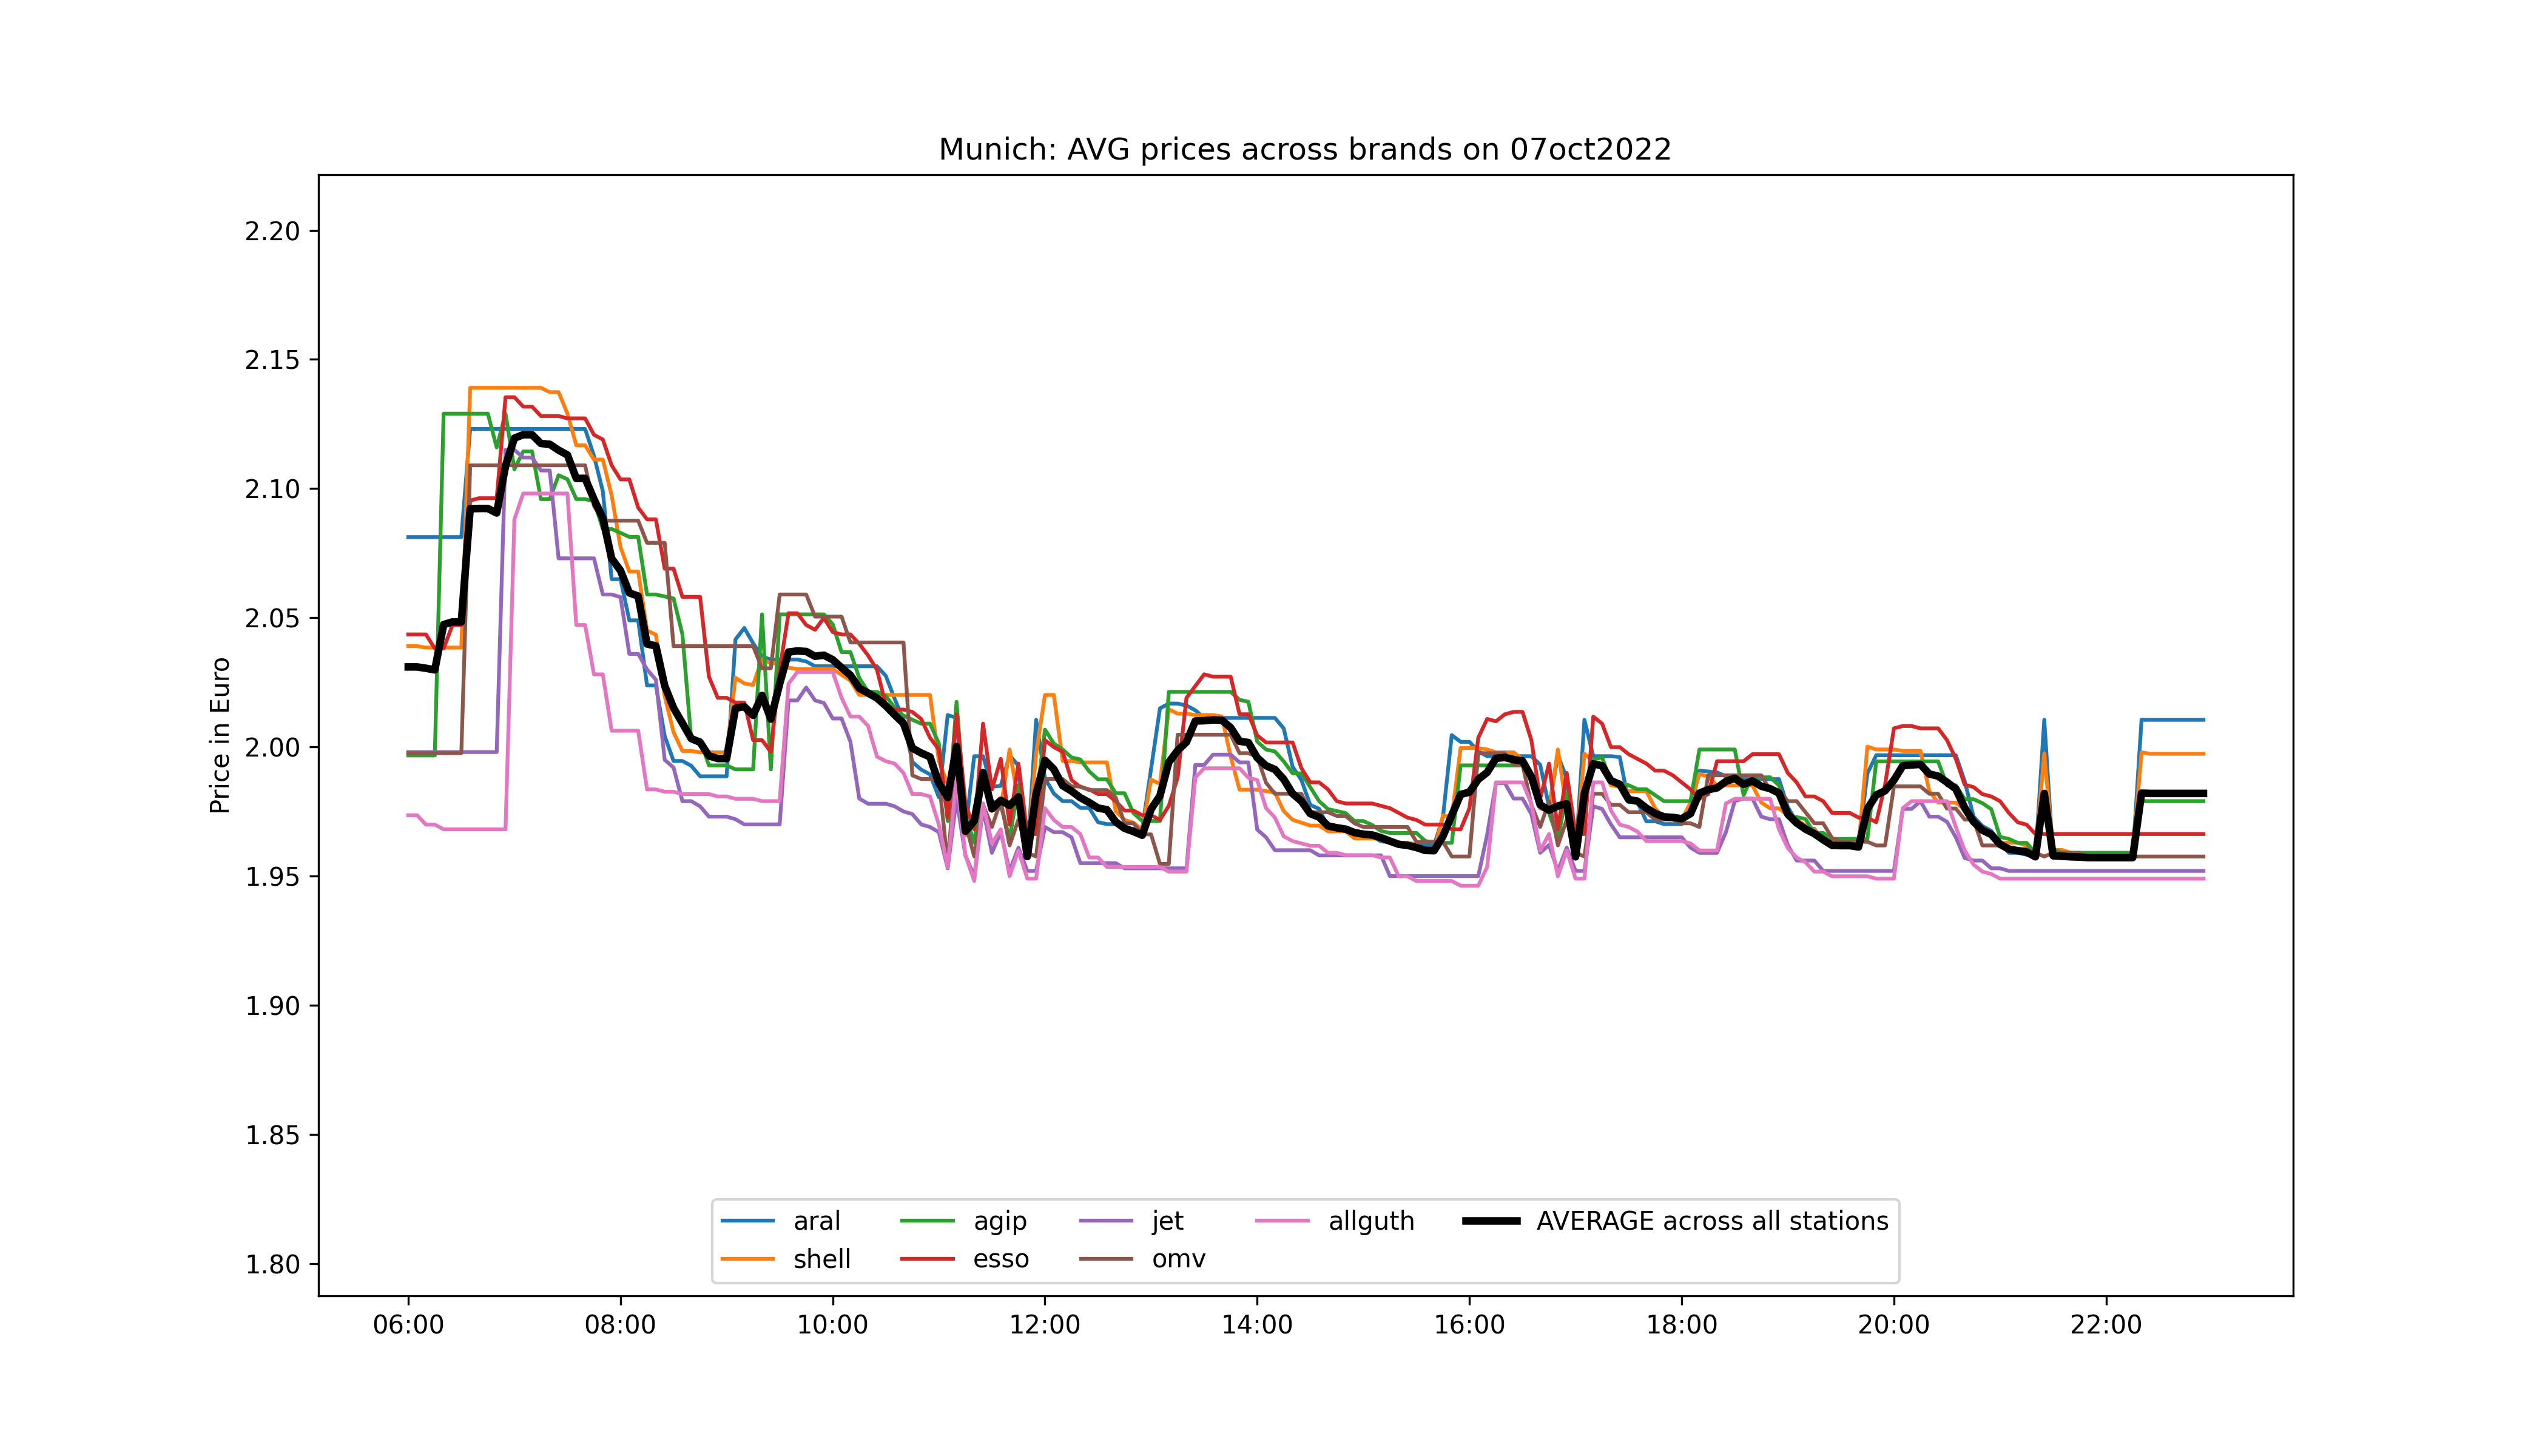 Munich: AVG prices across brands on 07oct2022
Price in Euro
2.20
2.15
2.10
2.05
2.00
1.95
1.90
1.85
1.80
aral
shell
agip
esso
jet
omv
allguth
AVERAGE across all stations
06:00 08:00 10:00 12:00 14:00 16:00 18:00 20:00 22:00